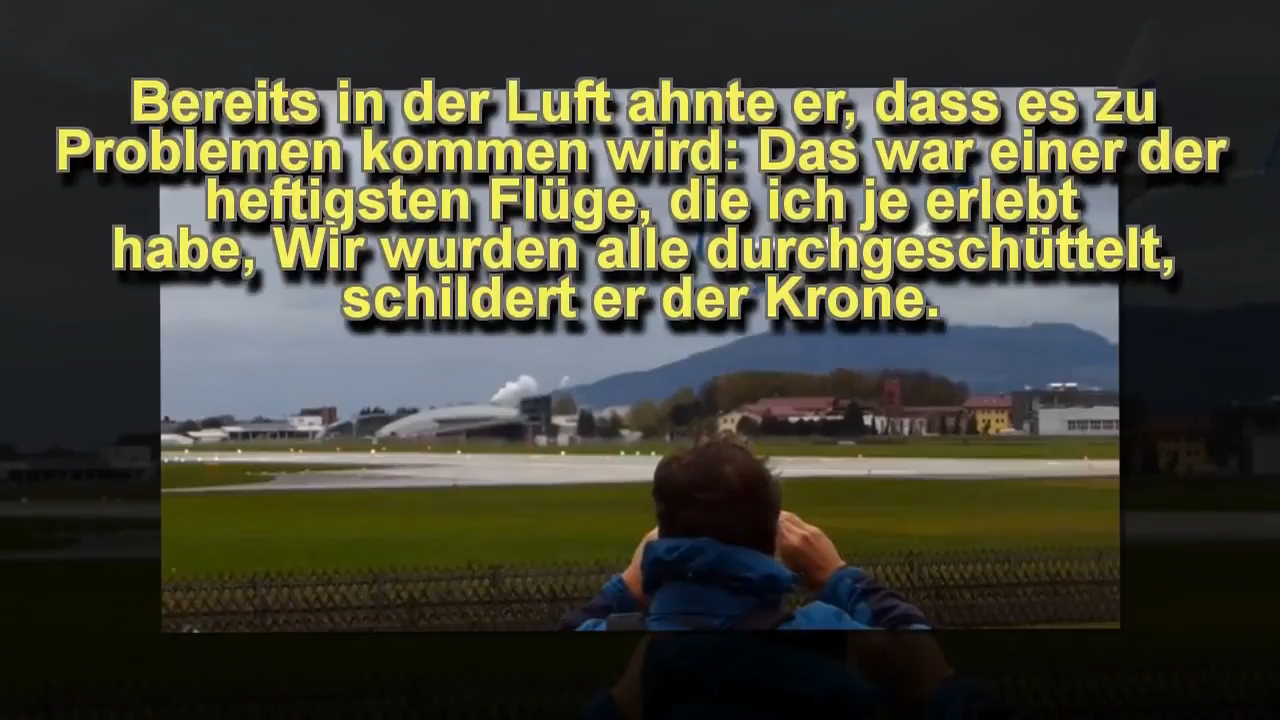 Bereits in der Luft ahnte er, dass es zu
Problemen kommen wird: Das war einer der
heftigsten Flüge, die ich je erlebt
habe, Wir wurden alle durchgeschüttelt,
schildert er der Krone.